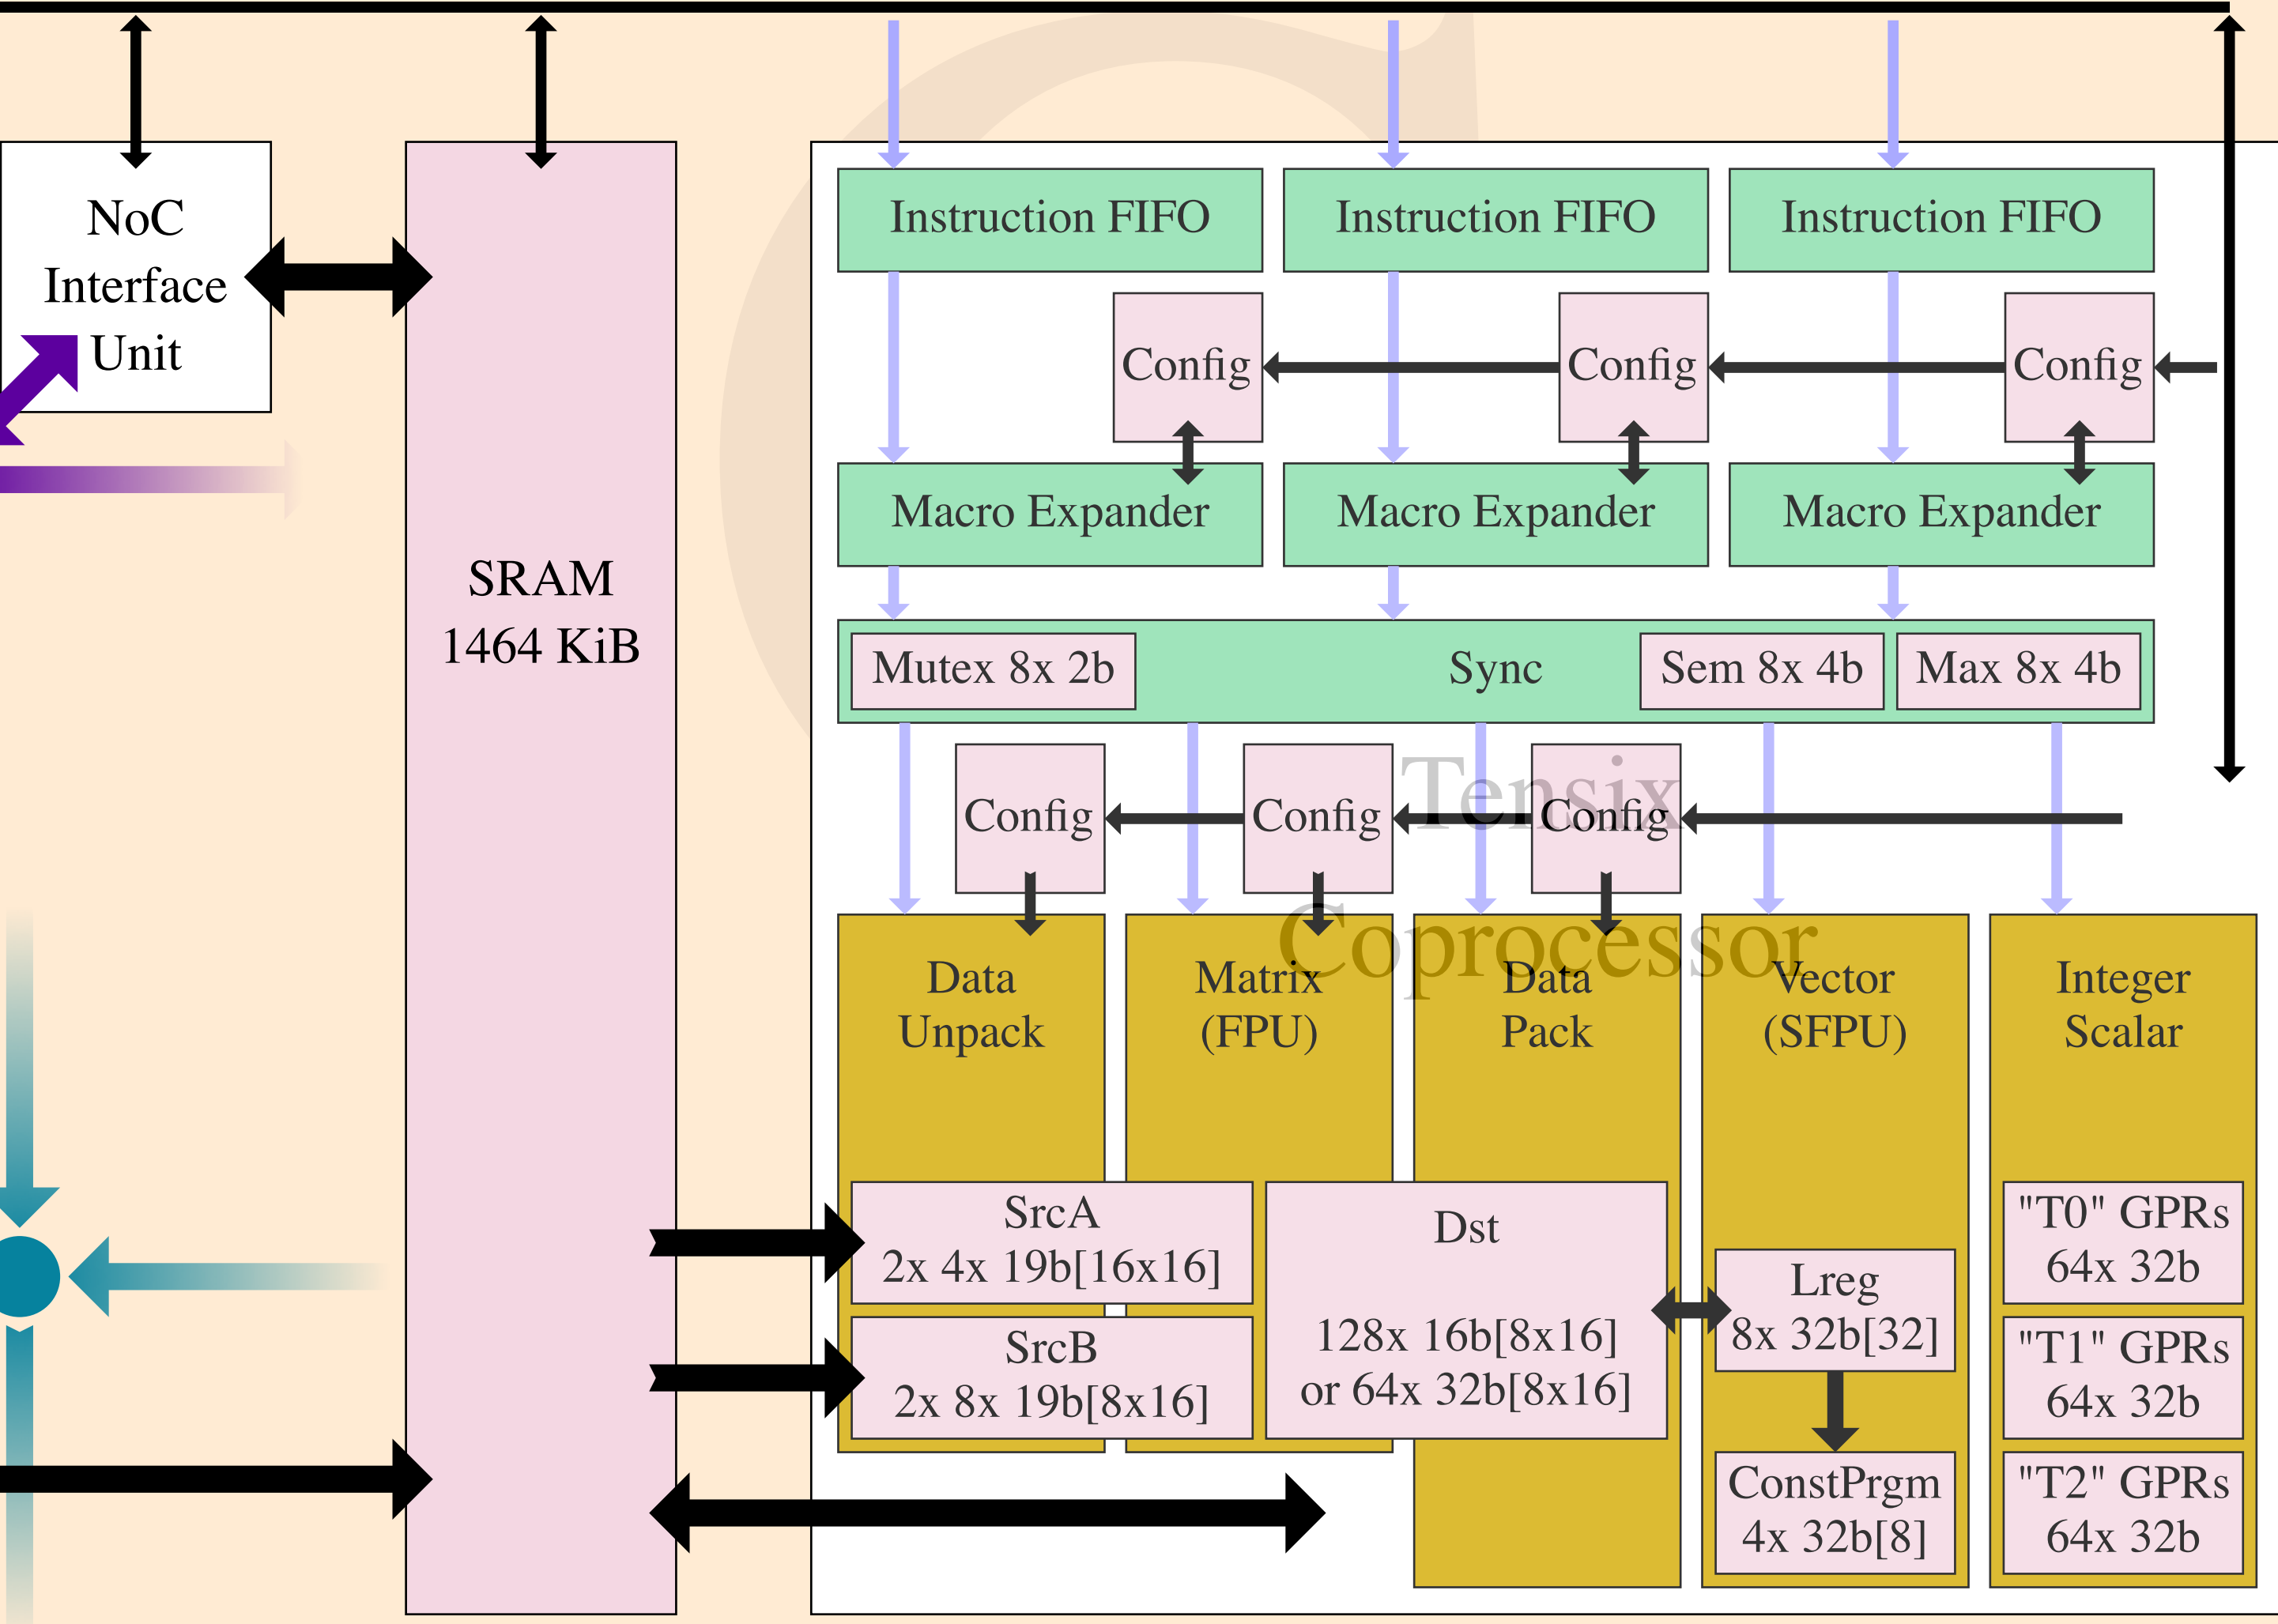 NoC
Interface
Unit
SRAM
1464 KiB
Instruction FIFO
Instruction FIFO
Instruction FIFO
Config
Config
Config
Macro Expander
Macro Expander
Macro Expander
Mutex 8x 2b
Sync
Sem 8x 4b
Max 8x 4b
Tensix
Coprocessor
Config
Config
Config
Data
Unpack
Matrix
(FPU)
Data
Pack
Vector
(SFPU)
Integer
Scalar
SrcA
2x 4x 19b[16x16]
SrcB
2x 8x 19b[8x16]
Dst
128x 16b[8x16]
or 64x 32b[8x16]
Lreg
8x 32b[32]
ConstPrgm
4x 32b[8]
"T0" GPRs
64x 32b
"T1" GPRs
64x 32b
"T2" GPRs
64x 32b